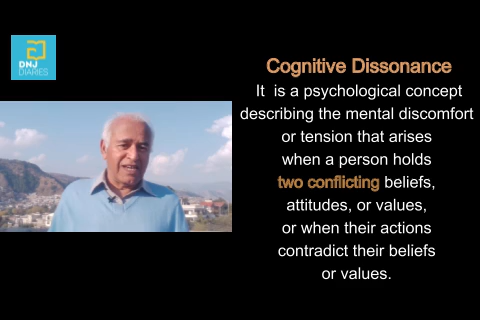 DNJ
DIARIES
Cognitive Dissonance
It is a psychological concept
describing the mental discomfort
or tension that arises
when a person holds
two conflicting beliefs,
attitudes, or values,
or when their actions
contradict their beliefs
or values.